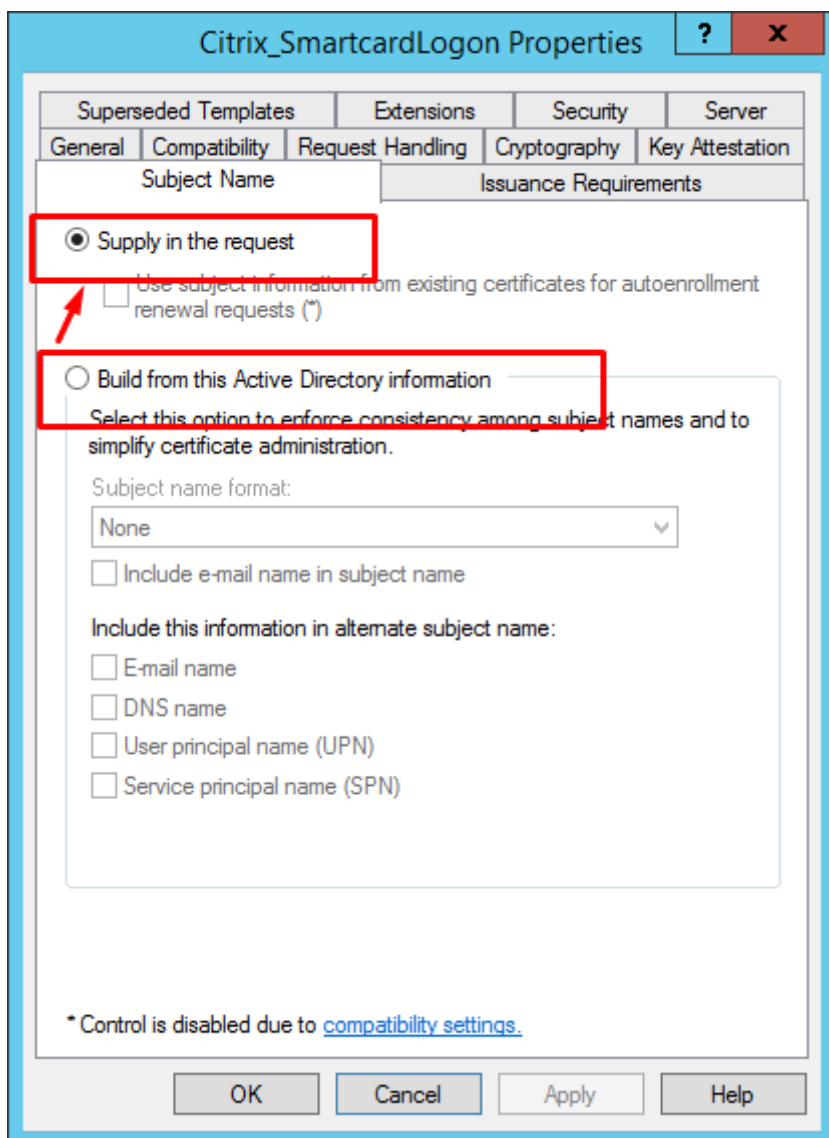 Citrix_SmartcardLogon Properties
? x
Superseded Templates Extensions Security Server
General Compatibility Request Handling Cryptography Key Attestation
Subject Name Issuance Requirements
Supply in the request
Use subject information from existing certificates for autoenrollment
renewal requests (*)
Build from this Active Directory information
Select this option to enforce consistency among subject names and to
simplify certificate administration.
Subject name format:
None
Include e-mail name in subject name
Include this information in alternate subject name:
E-mail name
DNS name
User principal name (UPN)
Service principal name (SPN)
* Control is disabled due to compatibility settings.
OK Cancel Apply Help